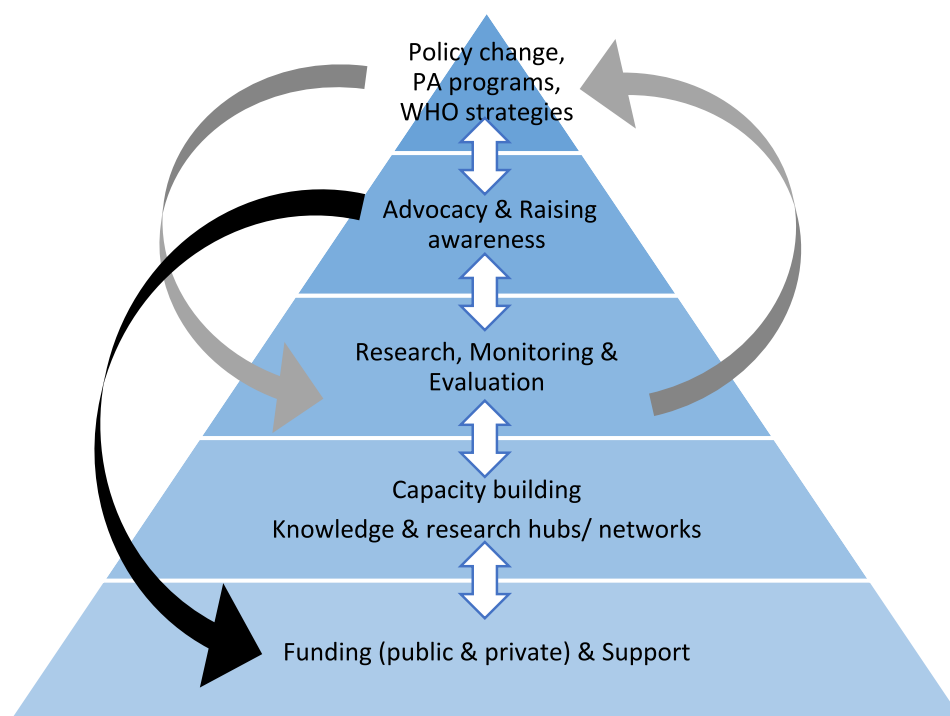 Policy change,
PA programs,
WHO strategies
Advocacy & Raising
awareness
Research, Monitoring &
Evaluation
Capacity building
Knowledge & research hubs/ networks
Funding (public & private) & Support